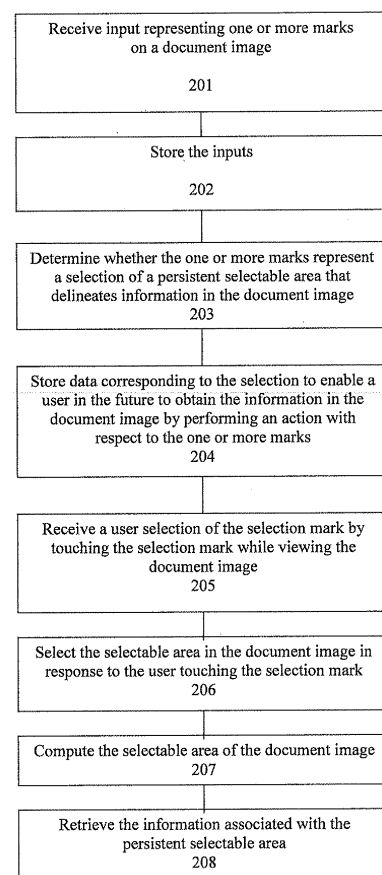 Receive input representing one or more marks
on a document image
201
Store the inputs
202
Determine whether the one or more marks represent
a selection of a persistent selectable area that
delineates information in the document image
203
Store data corresponding to the selection to enable a
user in the future to obtain the information in the
document image by performing an action with
respect to the one or more marks
204
Receive a user selection of the selection mark by
touching the selection mark while viewing the
document image
205
Select the selectable area in the document image in
response to the user touching the selection mark
206
Compute the selectable area of the document image
207
Retrieve the information associated with the
persistent selectable area
208